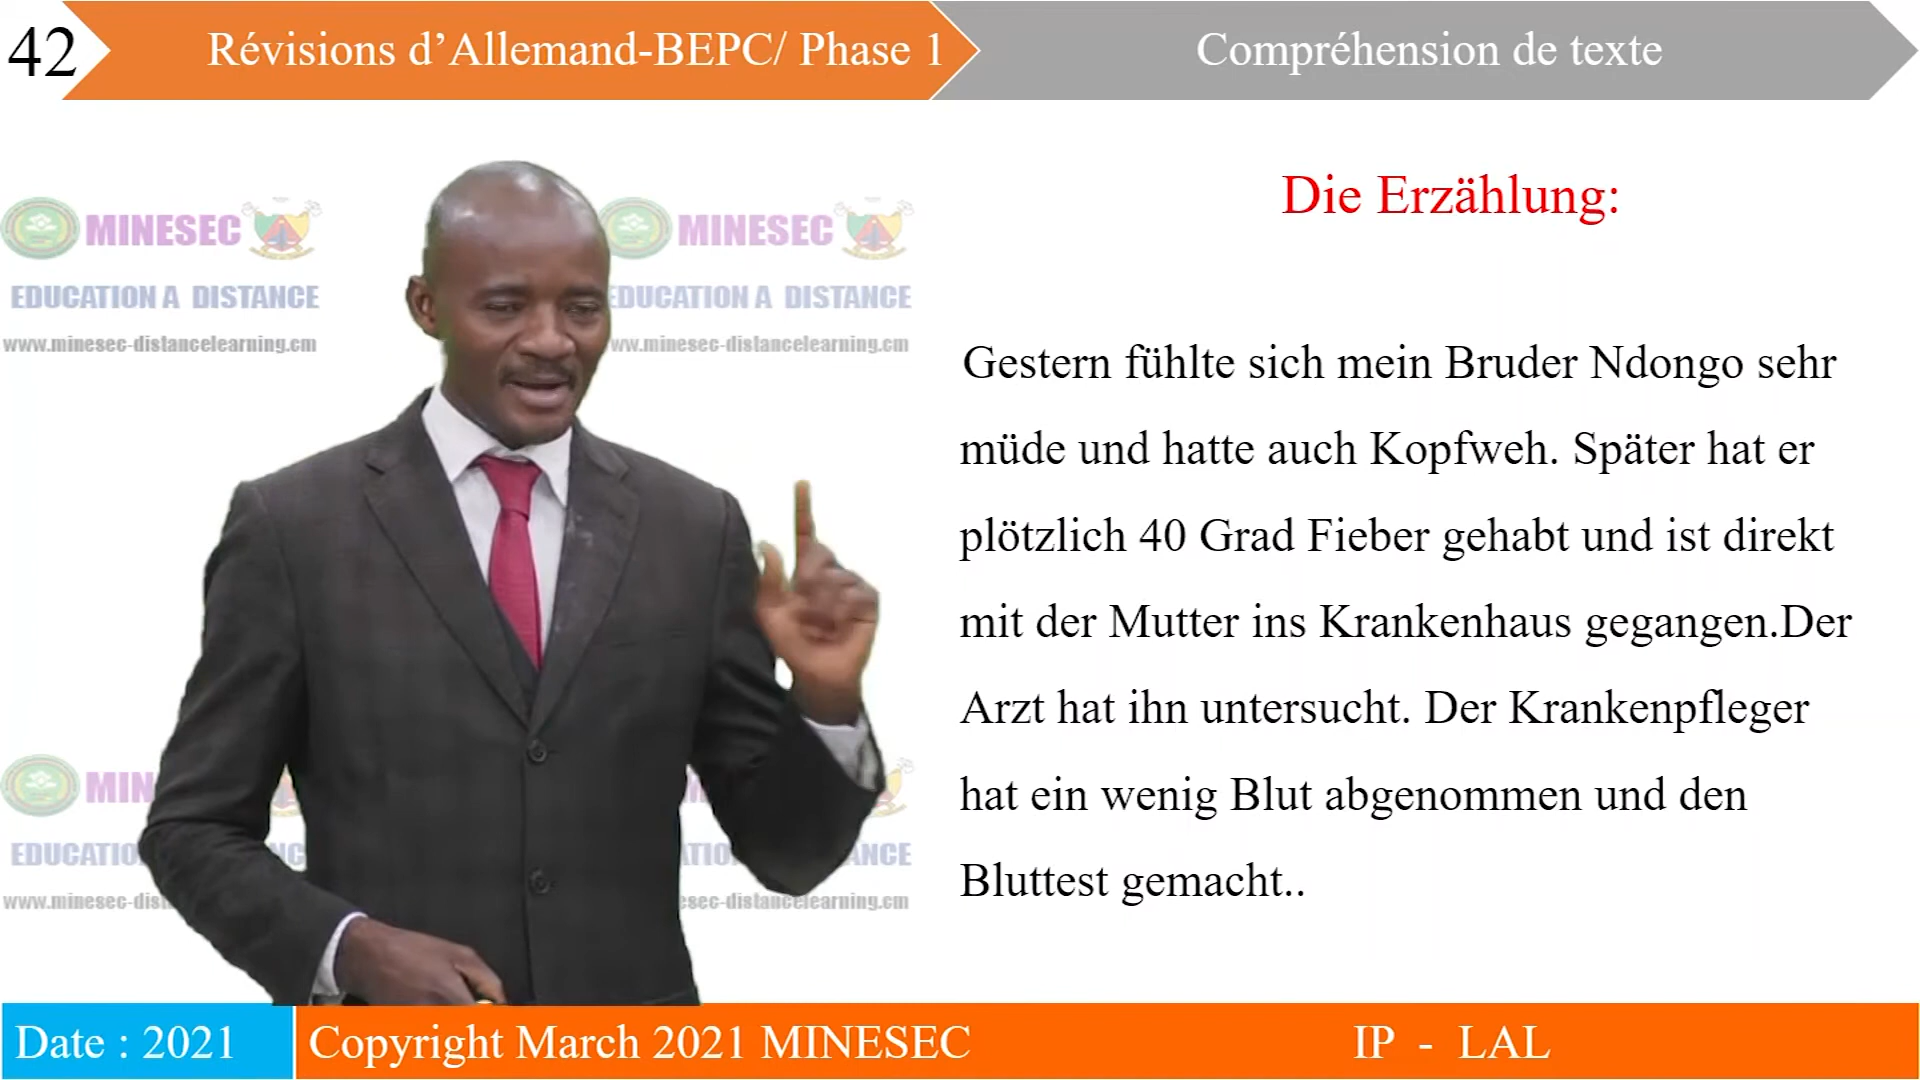 42
Révisions d’Allemand-BEPC/ Phase 1
Compréhension de texte
MINESEC
EDUCATION A DISTANCE
www.minesec-distancelearning.cm
MINESEC
EDUCATION A DISTANCE
www.minesec-distancelearning.cm
Die Erzählung:
Gestern fühlte sich mein Bruder Ndongo sehr
müde und hatte auch Kopfweh. Später hat er
plötzlich 40 Grad Fieber gehabt und ist direkt
mit der Mutter ins Krankenhaus gegangen.Der
Arzt hat ihn untersucht. Der Krankenpfleger
hat ein wenig Blut abgenommen und den
Bluttest gemacht..
Date : 2021
Copyright March 2021 MINESEC
IP - LAL